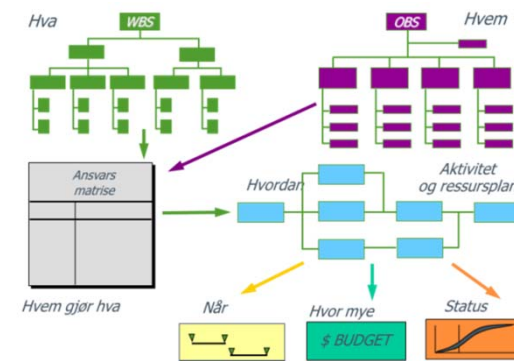 Hva
WBS
OBS
Hvem
Ansvars
matrise
Hvordan
Aktivitet
og ressursplan
Hvem gjør hva
Når
Hvor mye
Status
$ BUDGET